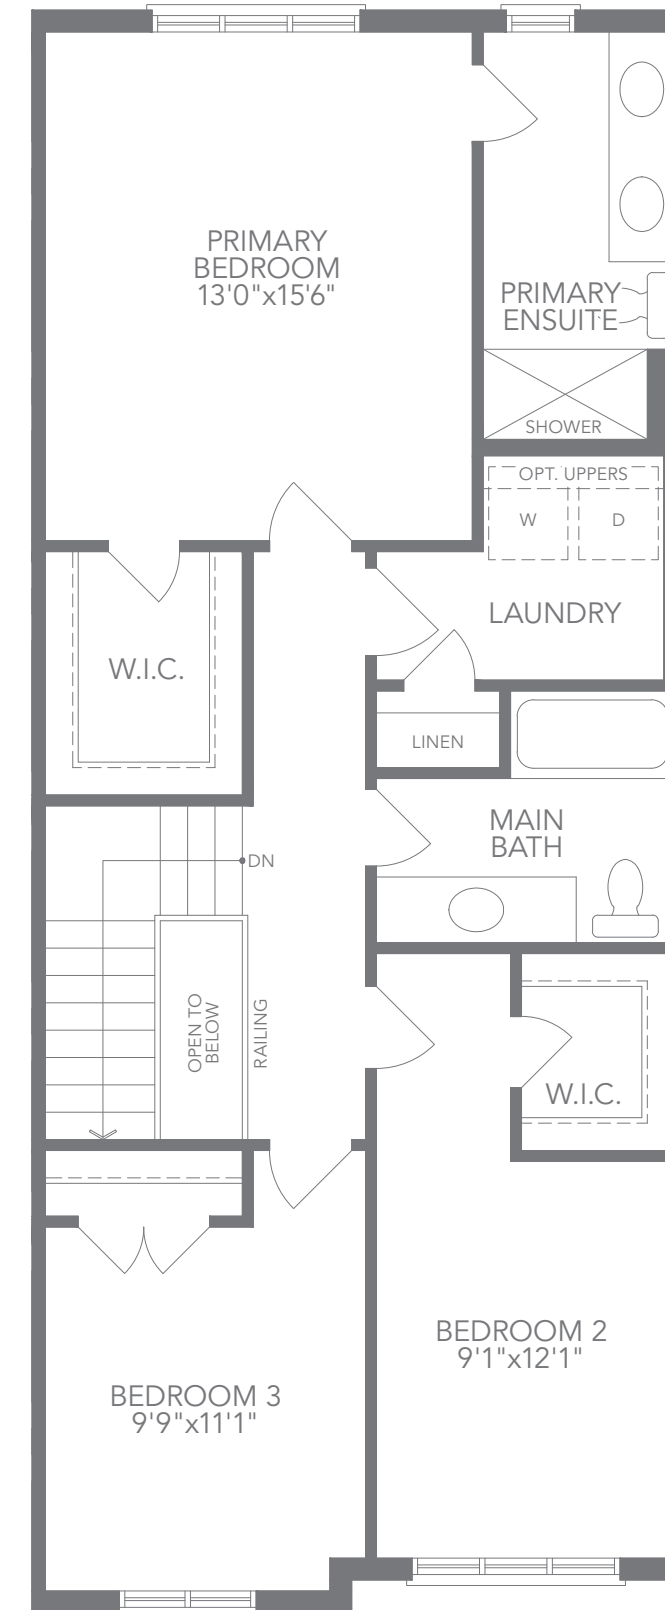 PRIMARY
BEDROOM
13'0"x15'6"
PRIMARY
ENSUITE
SHOWER
OPT. UPPERS
W
D
LAUNDRY
W.I.C.
LINEN
MAIN
BATH
DN
OPEN TO
BELOW
RAILING
W.I.C.
BEDROOM 2
9'1"x12'1"
BEDROOM 3
9'9"x11'1"